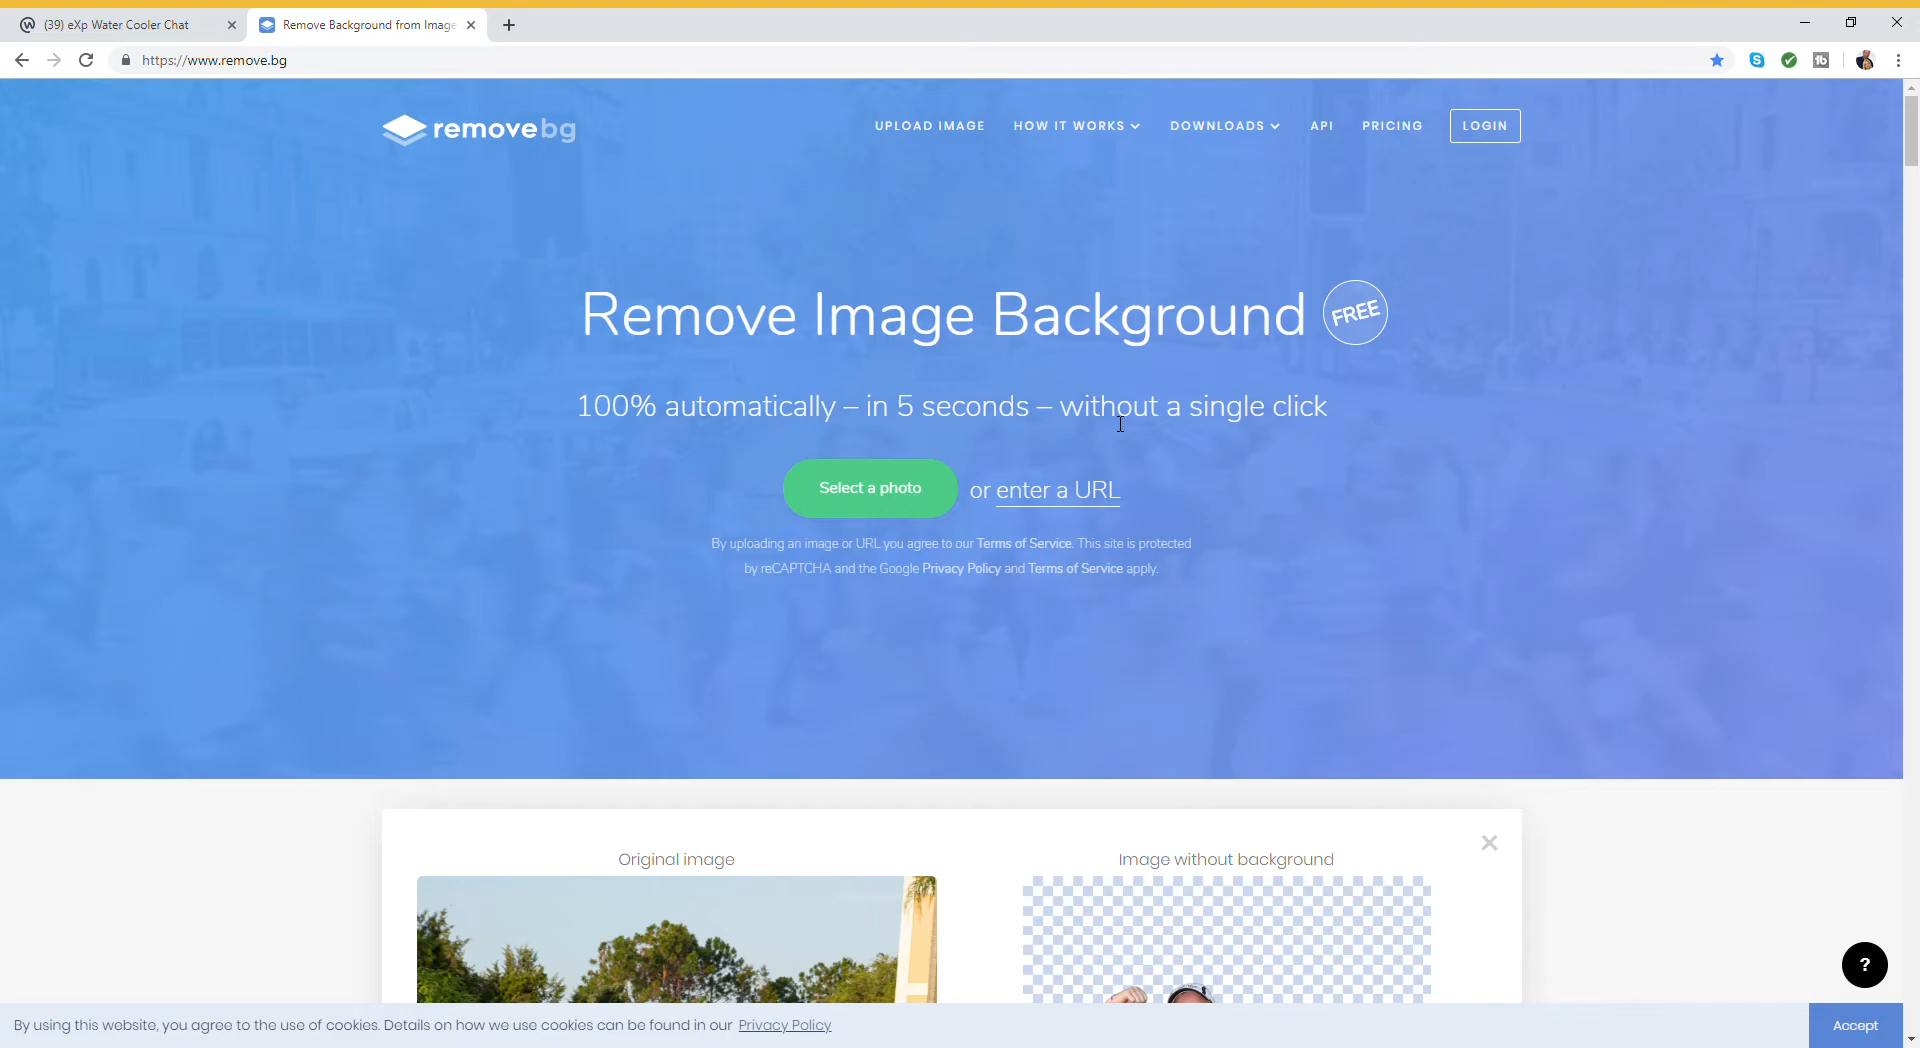 (39) eXp Water Cooler Chat
Remove Background from Image
https://www.remove.bg
removebg
UPLOAD IMAGE
HOW IT WORKS
DOWNLOADS
API
PRICING
LOGIN
Remove Image Background
FREE
100% automatically – in 5 seconds – without a single click
Select a photo
or enter a URL
By uploading an image or URL you agree to our Terms of Service. This site is protected
by reCAPTCHA and the Google Privacy Policy and Terms of Service apply.
Original image
Image without background
?
By using this website, you agree to the use of cookies. Details on how we use cookies can be found in our Privacy Policy
Accept